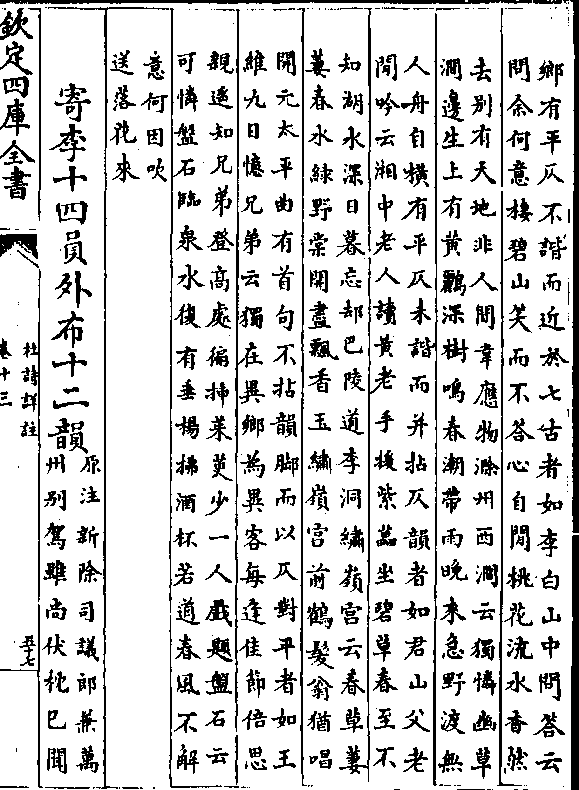 鄉有平仄不諧而近於七古者如李白山中問答云
問余何意棲碧山笑而不答心自閒桃花流水杳然
去別有天地非人間韋應物滁州西澗云獨憐幽草
澗邊生上有黃鸝深樹鳴春潮帶雨晚來急野渡無
人舟自橫有平仄未諧而并拈仄韻者如君山父老
閒吟云湘中老人讀黃老手援紫藟坐碧草春至不
知湖水深日暮忘却巴陵道李洞繡嶺宮云春草萋
萋春水綠野棠開盡飄香玉繡嶺宮前鶴髮翁猶唱
開元太平曲有首句不拈韻脚而以仄對平者如王
維九日憶兄弟云獨在異鄉為異客每逢佳節倍思
親遙知兄弟登高處徧插茱萸少一人戲題盤石云
可憐盤石臨泉水復有垂楊拂酒杯若道春風不解
意何因吹
送落花來
寄李十四員外布十二韻
原注新除司議郎兼萬
州別駕雖尚伏枕已聞
欽定四庫全書
杜詩詳註
卷十三
五十七